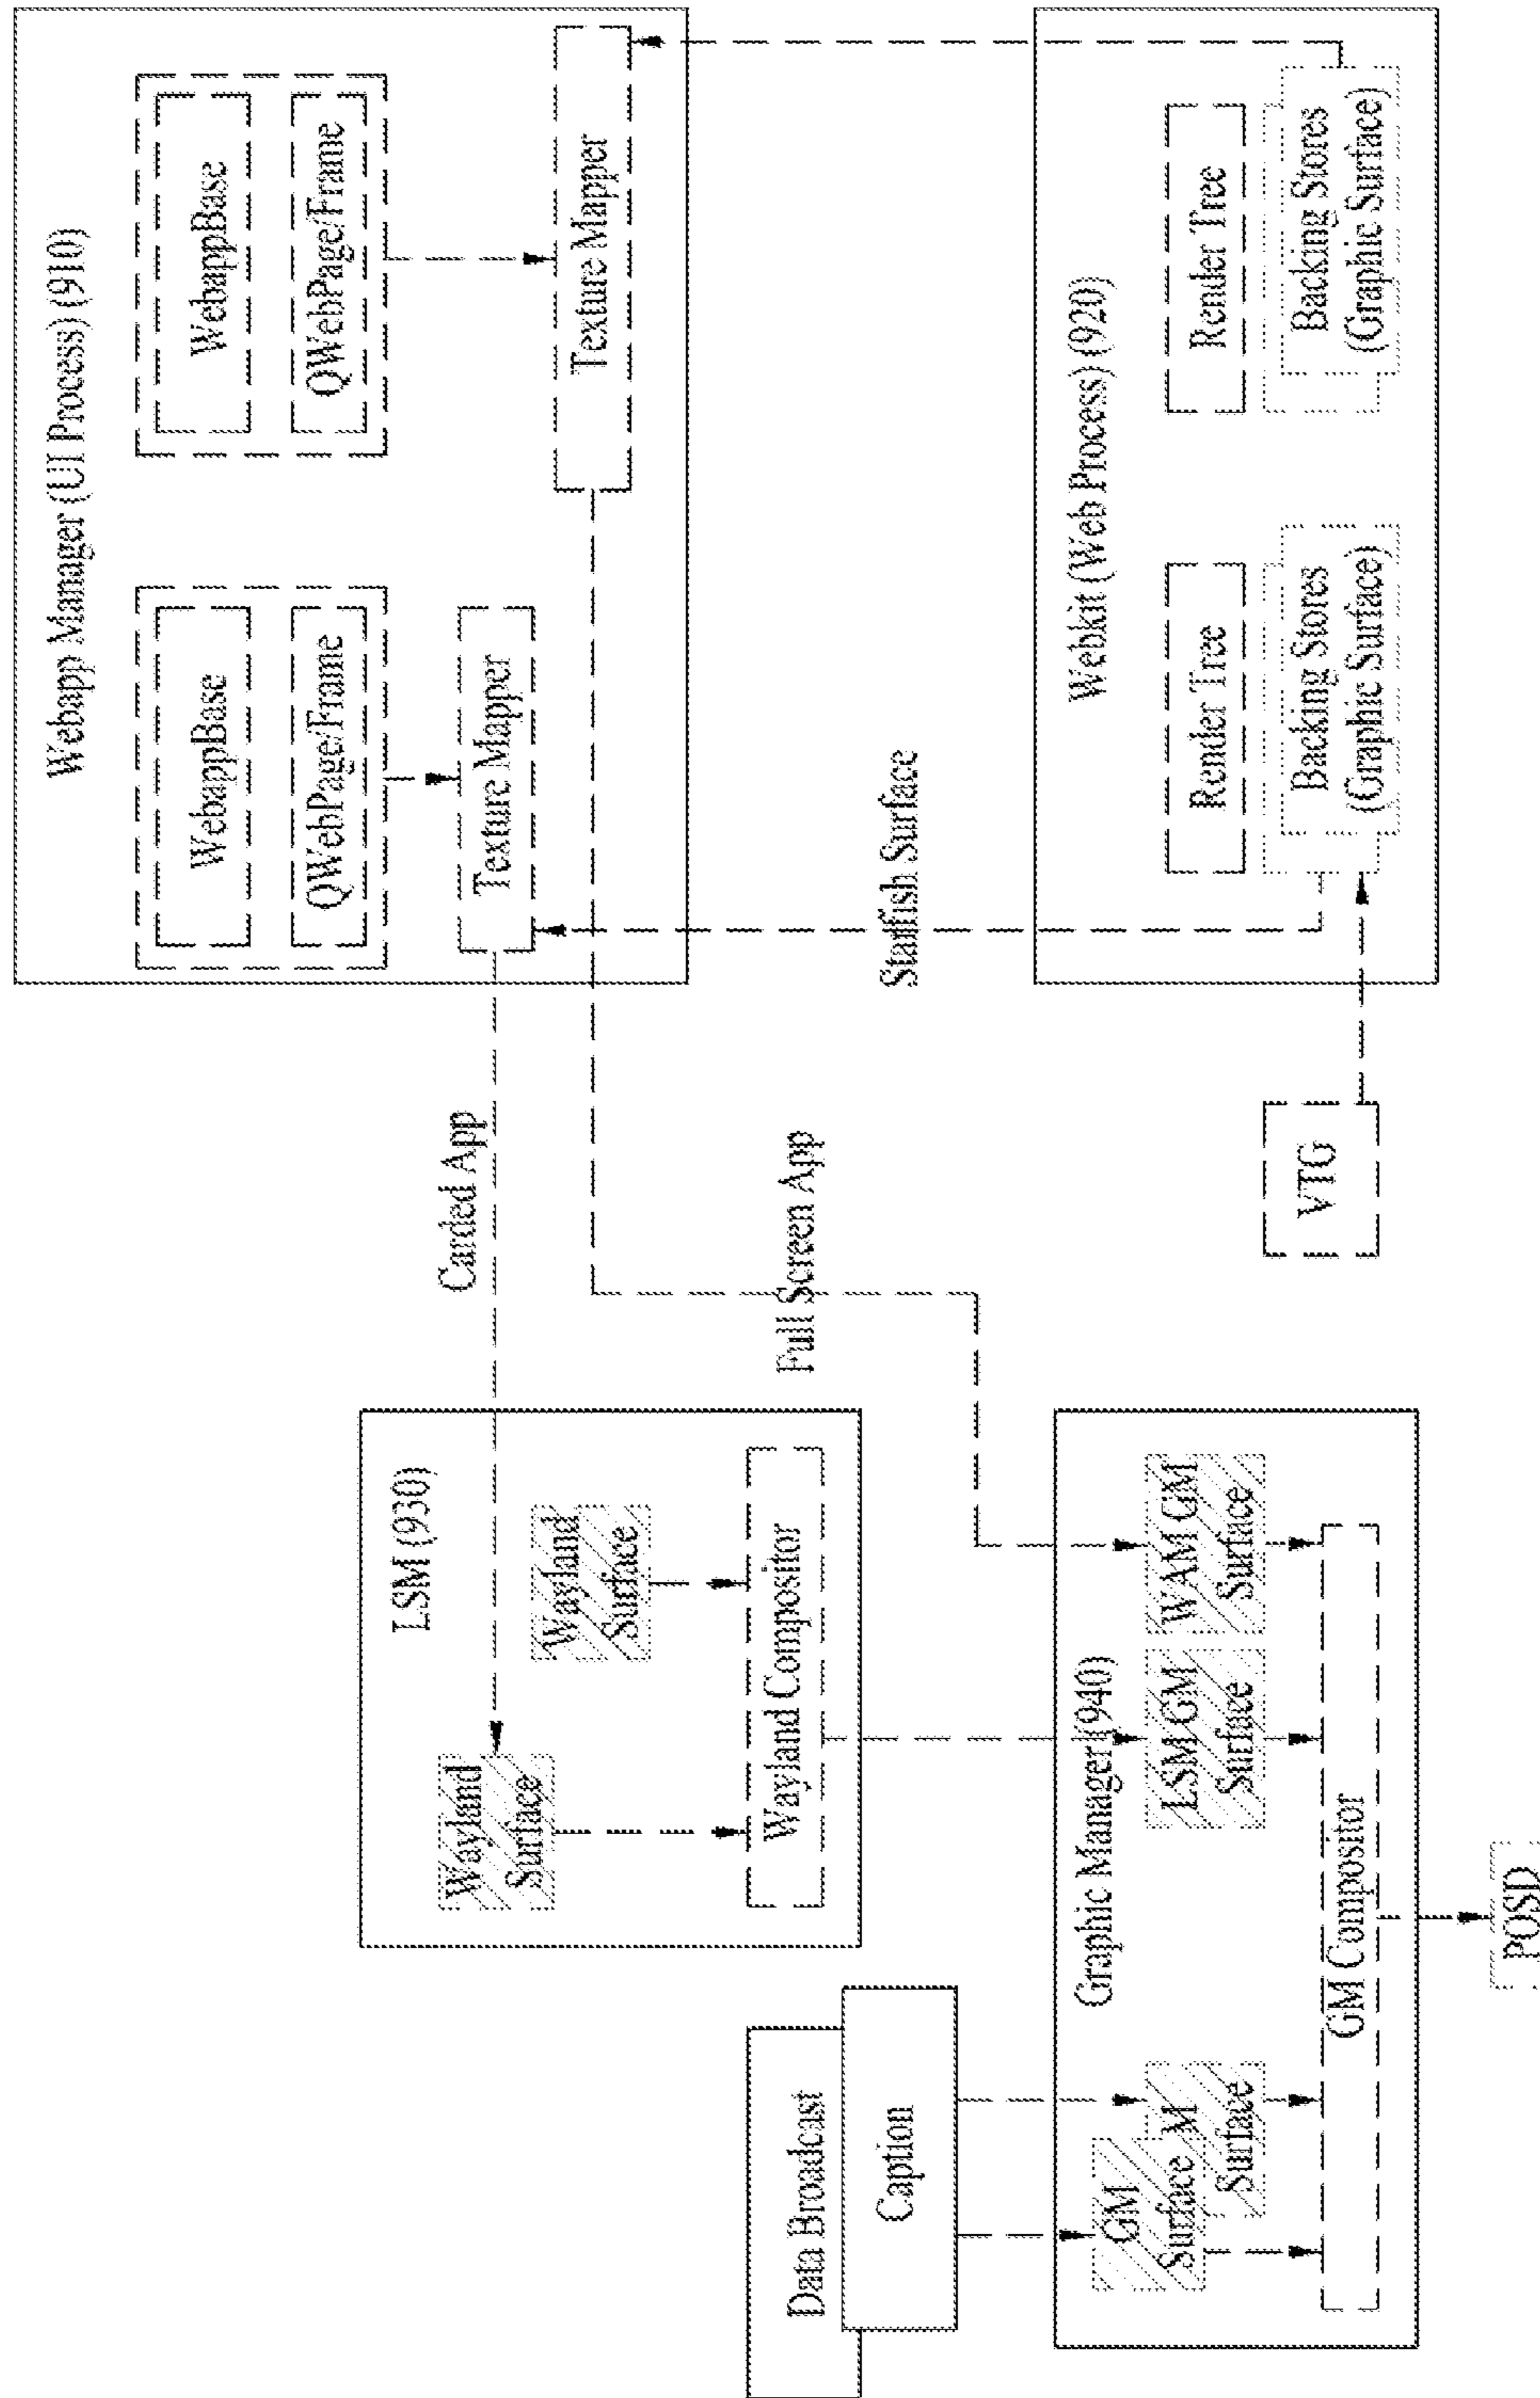 Webapp Manager (UI Process) (910)
WebappBase
QWebPage/Frame
Texture Mapper
WebappBase
QWebPage/Frame
Texture Mapper
Carded App
Full Screen App
Starfish Surface
LSM (930)
Wayland
Surface
Wayland
Surface
Wayland Compositor
Data Broadcast
Caption
Graphic Manager (940)
GM
Surface
M
Surface
LSM GM
Surface
WAM GM
Surface
GM Compositor
POSD
VTG
Webkit (Web Process) (920)
Render Tree
Backing Stores
(Graphic Surface)
Render Tree
Backing Stores
(Graphic Surface)